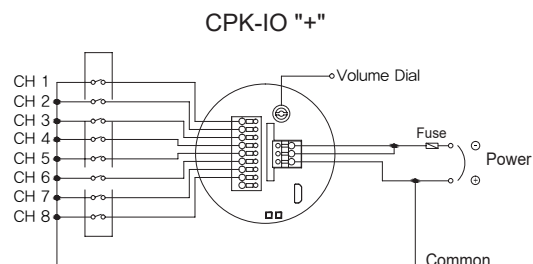 CPK-IO "+"
Volume Dial
CH 1
CH 2
CH 3
CH 4
CH 5
CH 6
CH 7
CH 8
Fuse
⊖
Power
⊕
Common